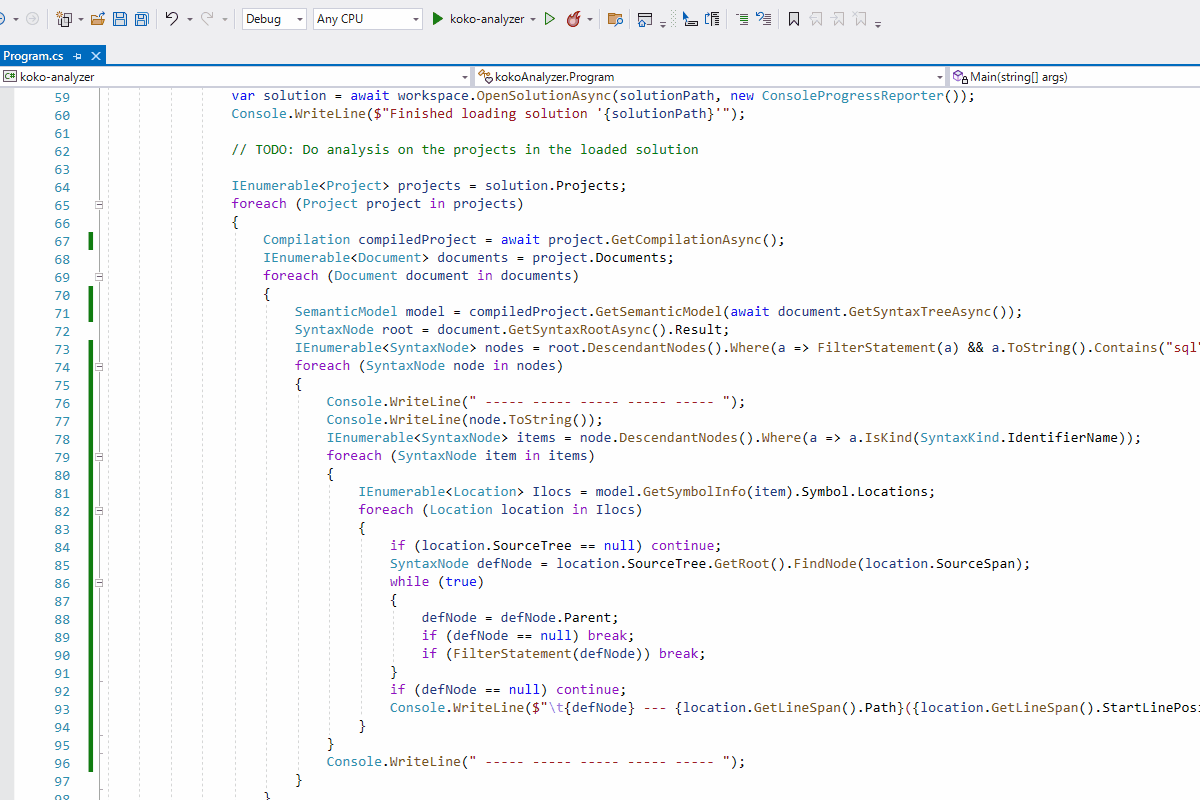 Debug Any CPU koko-analyzer
Program.cs
C# koko-analyzer kokoAnalyzer.Program Main(string[] args)
59 var solution = await workspace.OpenSolutionAsync(solutionPath, new ConsoleProgressReporter());
60 Console.WriteLine($"Finished loading solution '{solutionPath}'");
61
62 // TODO: Do analysis on the projects in the loaded solution
63
64 IEnumerable<Project> projects = solution.Projects;
65 foreach (Project project in projects)
66 {
67 Compilation compiledProject = await project.GetCompilationAsync();
68 IEnumerable<Document> documents = project.Documents;
69 foreach (Document document in documents)
70 {
71 SemanticModel model = compiledProject.GetSemanticModel(await document.GetSyntaxTreeAsync());
72 SyntaxNode root = document.GetSyntaxRootAsync().Result;
73 IEnumerable<SyntaxNode> nodes = root.DescendantNodes().Where(a => FilterStatement(a) && a.ToString().Contains("sql"
74 foreach (SyntaxNode node in nodes)
75 {
76 Console.WriteLine(" ----- ----- ----- ----- ----- ");
77 Console.WriteLine(node.ToString());
78 IEnumerable<SyntaxNode> items = node.DescendantNodes().Where(a => a.IsKind(SyntaxKind.IdentifierName));
79 foreach (SyntaxNode item in items)
80 {
81 IEnumerable<Location> Ilocs = model.GetSymbolInfo(item).Symbol.Locations;
82 foreach (Location location in Ilocs)
83 {
84 if (location.SourceTree == null) continue;
85 SyntaxNode defNode = location.SourceTree.GetRoot().FindNode(location.SourceSpan);
86 while (true)
87 {
88 defNode = defNode.Parent;
89 if (defNode == null) break;
90 if (FilterStatement(defNode)) break;
91 }
92 if (defNode == null) continue;
93 Console.WriteLine($"\t{defNode} --- {location.GetLineSpan().Path}({location.GetLineSpan().StartLinePosi
94 }
95 }
96 Console.WriteLine(" ----- ----- ----- ----- ----- ");
97 }
98 }